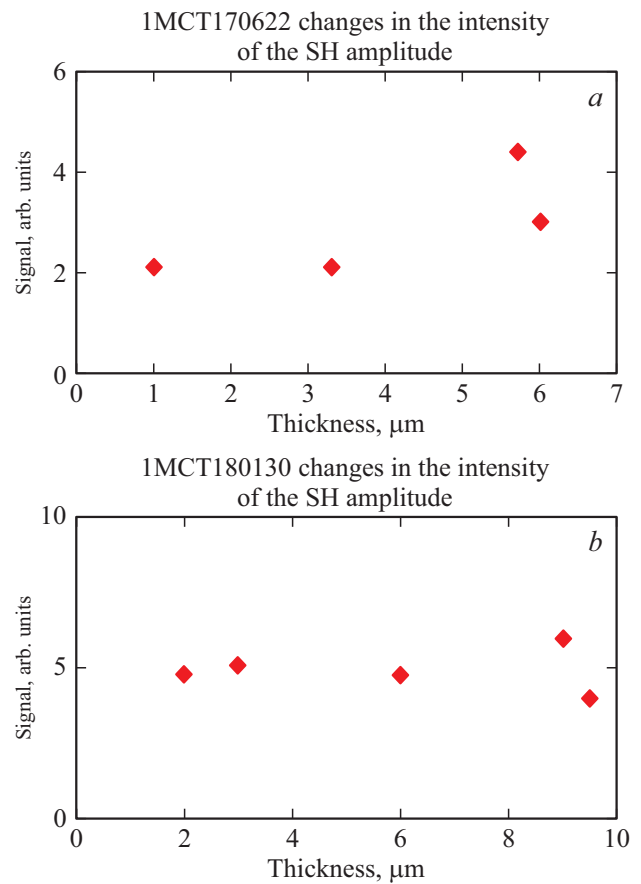 1MCT170622 changes in the intensity
of the SH amplitude
a
6
4
2
0
Signal, arb. units
0 1 2 3 4 5 6 7
Thickness, μm
1MCT180130 changes in the intensity
of the SH amplitude
b
10
5
0
Signal, arb. units
0 2 4 6 8 10
Thickness, μm